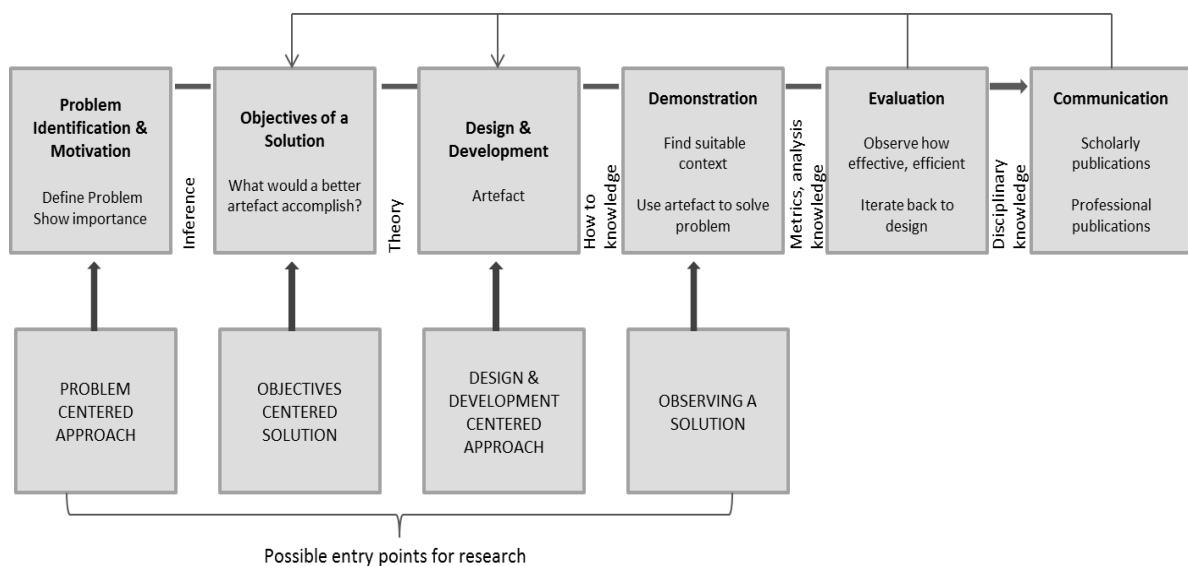 Problem
Identification &
Motivation
Define Problem
Show importance
Inference
Objectives of a
Solution
What would a better
artefact accomplish?
Theory
Design &
Development
Artefact
How to
knowledge
Demonstration
Find suitable
context
Use artefact to solve
problem
Metrics, analysis
knowledge
Evaluation
Observe how
effective, efficient
Iterate back to
design
Disciplinary
knowledge
Communication
Scholarly
publications
Professional
publications
PROBLEM
CENTERED
APPROACH
OBJECTIVES
CENTERED
SOLUTION
DESIGN &
DEVELOPMENT
CENTERED
APPROACH
OBSERVING A
SOLUTION
Possible entry points for research